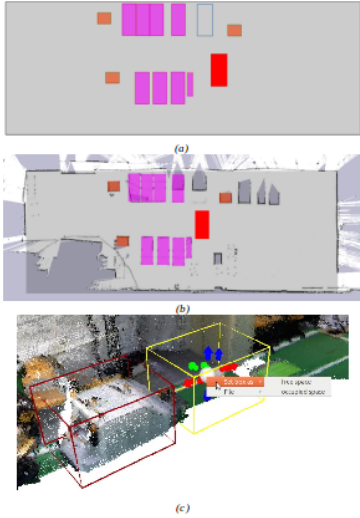 (a)
(b)
Set box as
free space
File
occupied space
(c)